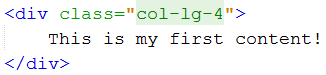 <div class="col-lg-4">
    This is my first content!
</div>